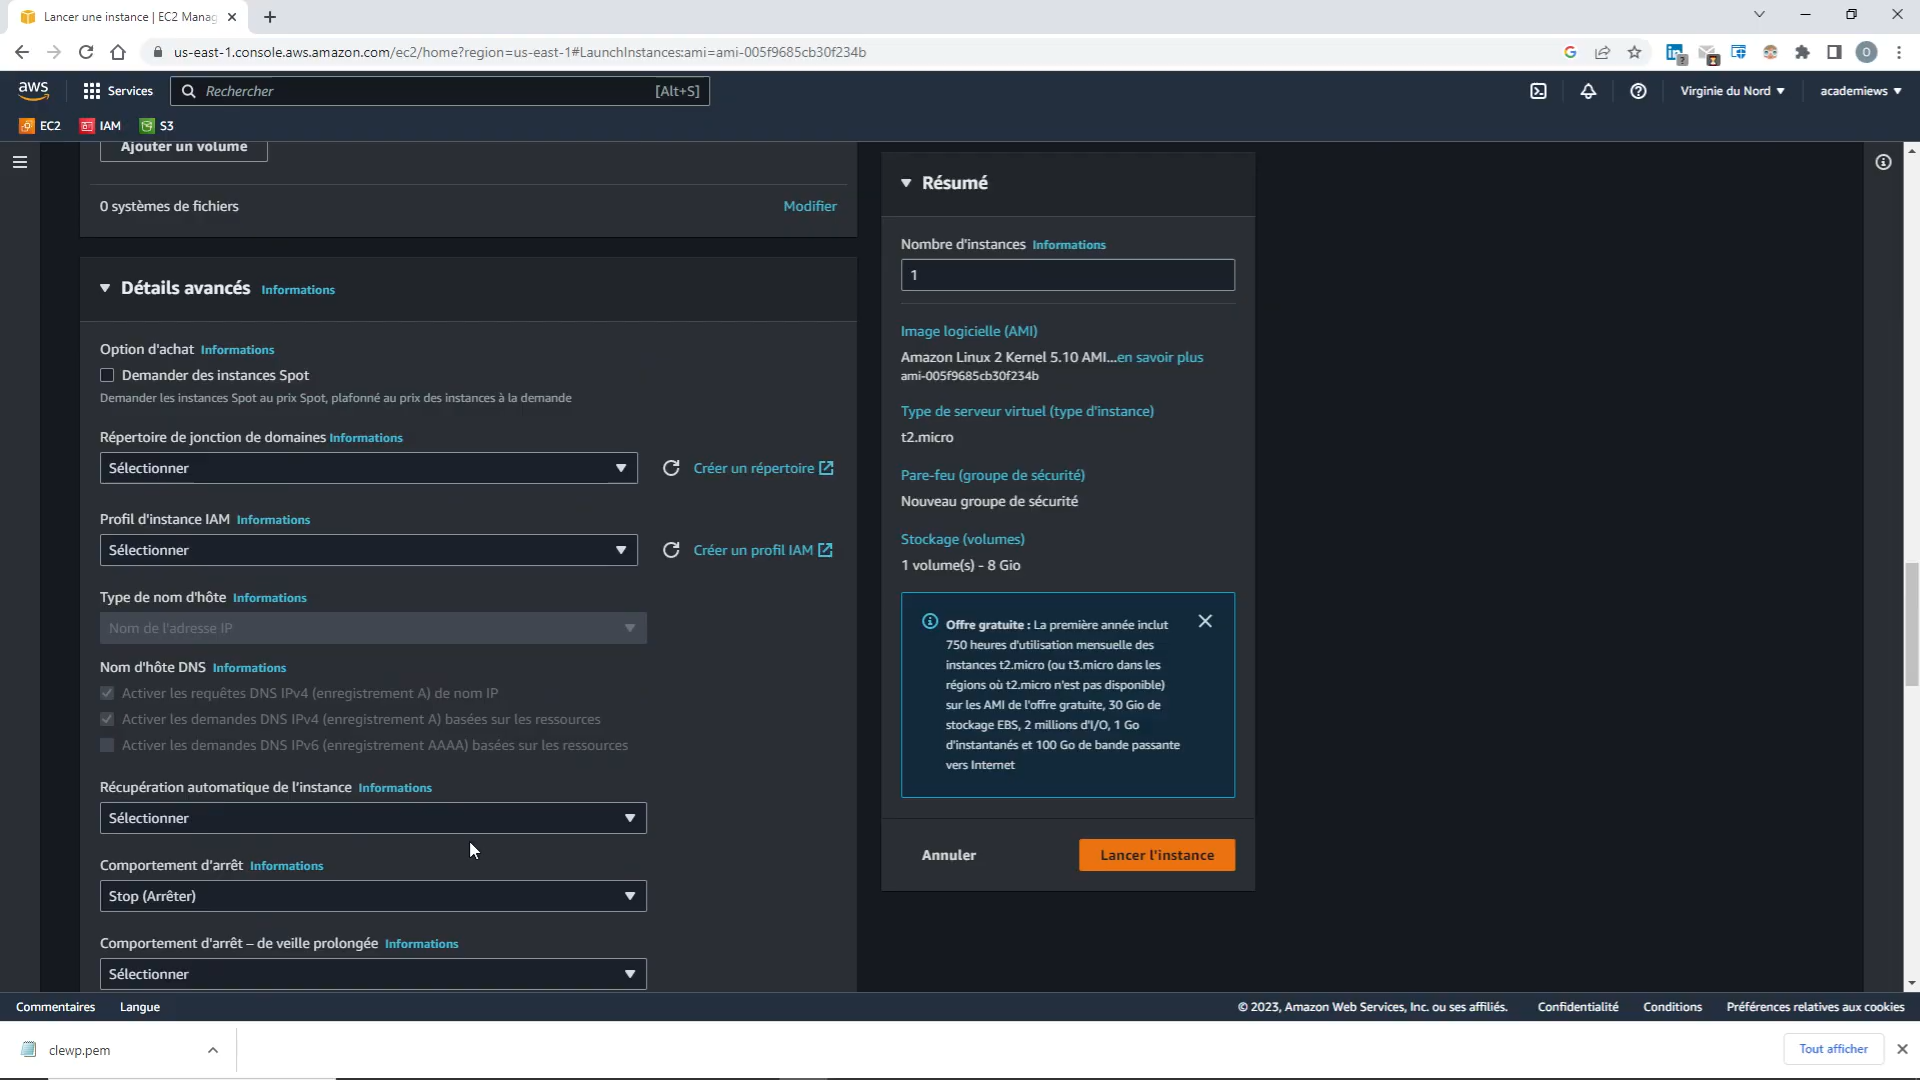 Lancer une instance | EC2 Manag
us-east-1.console.aws.amazon.com/ec2/home?region=us-east-1#LaunchInstances:ami=ami-005f9685cb30f234b
aws
Services
Rechercher
[Alt+S]
Virginie du Nord
academiews
EC2
IAM
S3
Ajouter un volume
0 systèmes de fichiers
Modifier
Détails avancés Informations
Option d'achat Informations
Demander des instances Spot
Demander les instances Spot au prix Spot, plafonné au prix des instances à la demande
Répertoire de jonction de domaines Informations
Sélectionner
Créer un répertoire
Profil d'instance IAM Informations
Sélectionner
Créer un profil IAM
Type de nom d'hôte Informations
Nom de l'adresse IP
Nom d'hôte DNS Informations
Activer les requêtes DNS IPv4 (enregistrement A) de nom IP
Activer les demandes DNS IPv4 (enregistrement A) basées sur les ressources
Activer les demandes DNS IPv6 (enregistrement AAAA) basées sur les ressources
Récupération automatique de l'instance Informations
Sélectionner
Comportement d'arrêt Informations
Stop (Arrêter)
Comportement d'arrêt – de veille prolongée Informations
Sélectionner
Résumé
Nombre d'instances Informations
1
Image logicielle (AMI)
Amazon Linux 2 Kernel 5.10 AMI...en savoir plus
ami-005f9685cb30f234b
Type de serveur virtuel (type d'instance)
t2.micro
Pare-feu (groupe de sécurité)
Nouveau groupe de sécurité
Stockage (volumes)
1 volume(s) - 8 Gio
Offre gratuite : La première année inclut
750 heures d'utilisation mensuelle des
instances t2.micro (ou t3.micro dans les
régions où t2.micro n'est pas disponible)
sur les AMI de l'offre gratuite, 30 Gio de
stockage EBS, 2 millions d'I/O, 1 Go
d'instantanés et 100 Go de bande passante
vers Internet
Annuler
Lancer l'instance
Commentaires
Langue
© 2023, Amazon Web Services, Inc. ou ses affiliés.
Confidentialité
Conditions
Préférences relatives aux cookies
clewp.pem
Tout afficher